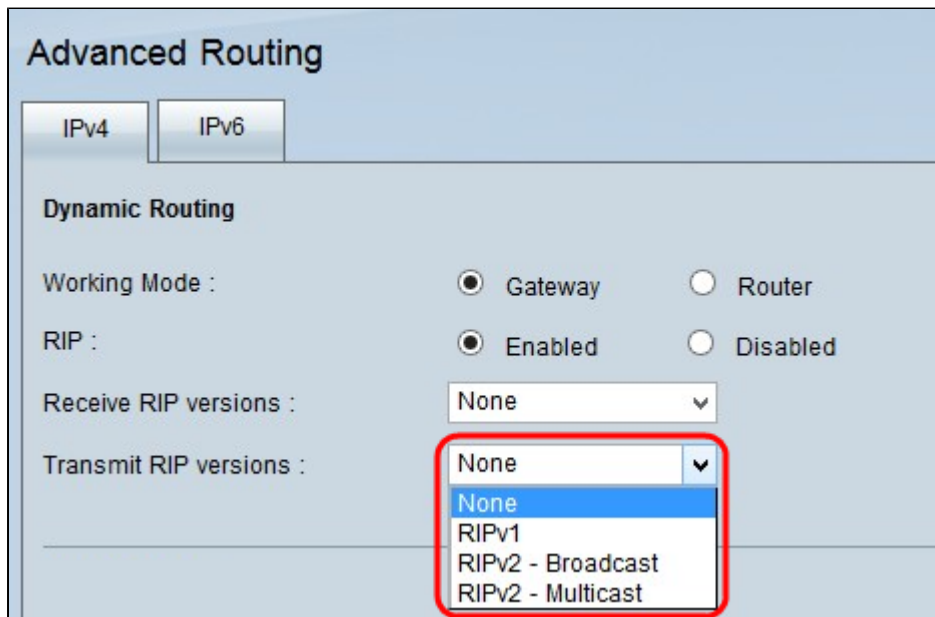 Advanced Routing
IPv4 IPv6
Dynamic Routing
Working Mode : Gateway Router
RIP : Enabled Disabled
Receive RIP versions : None
Transmit RIP versions : None
None
RIPv1
RIPv2 - Broadcast
RIPv2 - Multicast